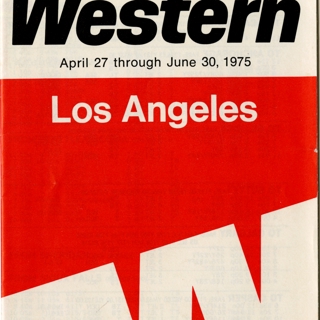 Western
April 27 through June 30, 1975
Los Angeles